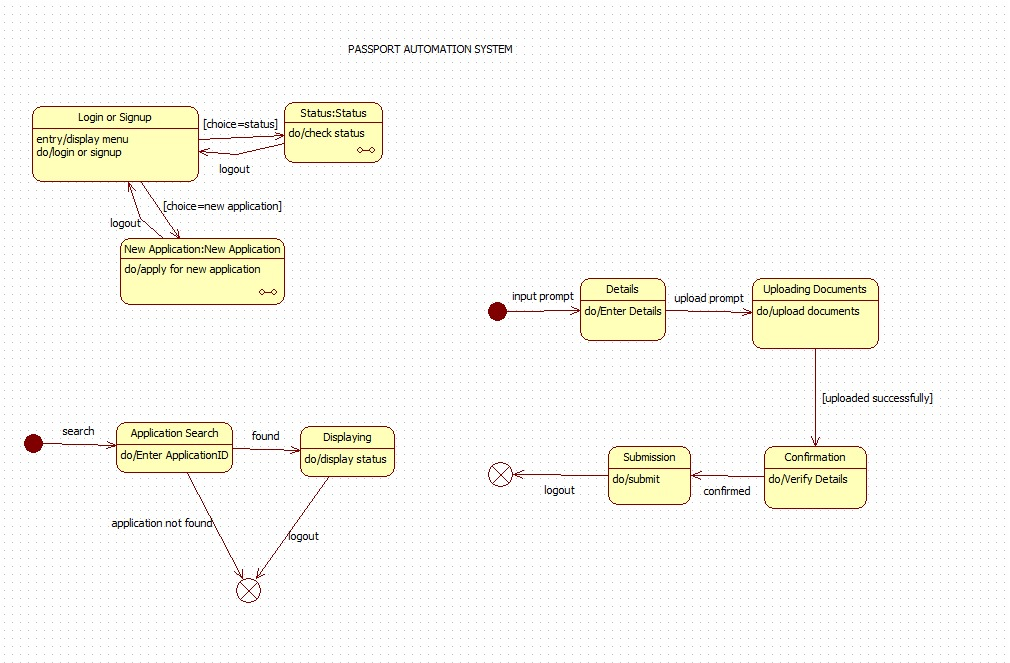 PASSPORT AUTOMATION SYSTEM
Login or Signup
entry/display menu
do/login or signup
[choice=status]
Status:Status
do/check status
logout
[choice=new application]
logout
New Application:New Application
do/apply for new application
input prompt
Details
do/Enter Details
upload prompt
Uploading Documents
do/upload documents
[uploaded successfully]
Confirmation
do/Verify Details
confirmed
Submission
do/submit
logout
search
Application Search
do/Enter ApplicationID
found
Displaying
do/display status
application not found
logout